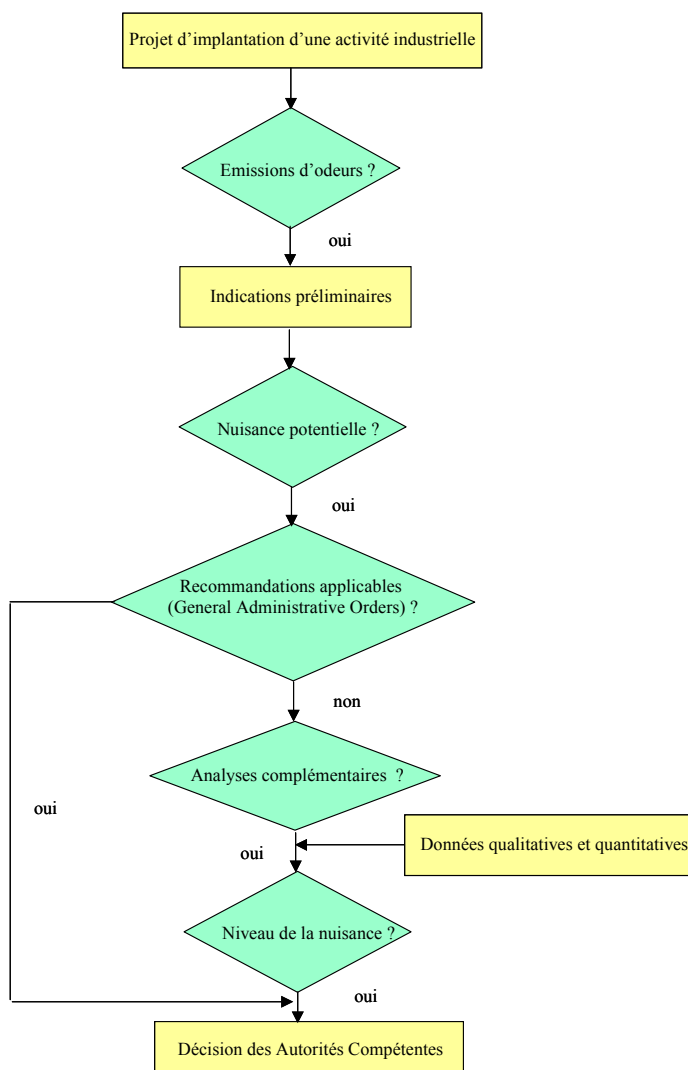 Projet d'implantation d'une activité industrielle
Emissions d'odeurs ?
oui
Indications préliminaires
Nuisance potentielle ?
oui
Recommandations applicables
(General Administrative Orders) ?
non
Analyses complémentaires ?
oui
oui
Données qualitatives et quantitatives
Niveau de la nuisance ?
oui
Décision des Autorités Compétentes